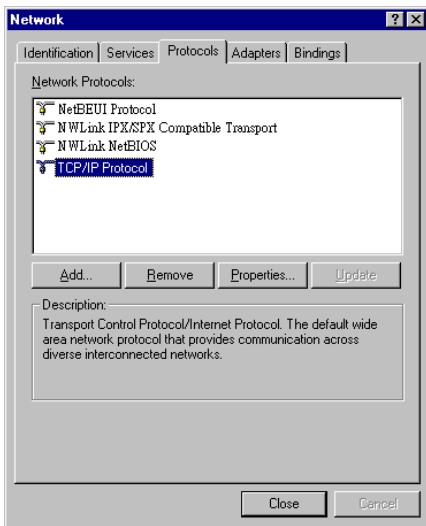 Network
Identification Services Protocols Adapters Bindings
Network Protocols:
NetBEUI Protocol
NWLink IPX/SPX Compatible Transport
NWLink NetBIOS
TCP/IP Protocol
Add... Remove Properties... Update
Description:
Transport Control Protocol/Internet Protocol. The default wide
area network protocol that provides communication across
diverse interconnected networks.
Close Cancel